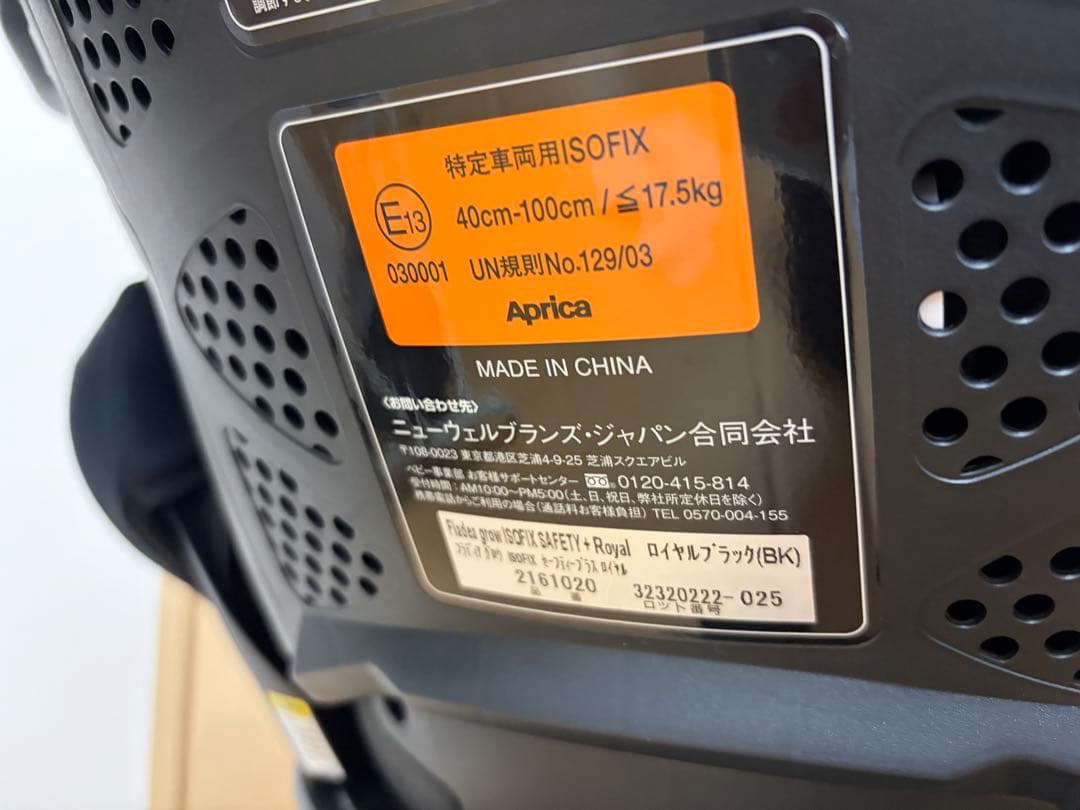 調節する
特定車両用ISOFIX
E13 40cm-100cm / ≦17.5kg
030001 UN規則No.129/03
Aprica
MADE IN CHINA
〈お問い合わせ先〉
ニューウェルブランズ・ジャパン合同会社
〒108-0023 東京都港区芝浦4-9-25 芝浦スクエアビル
ベビー事業部 お客様サポートセンター 0120-415-814
受付時間：AM10:00〜PM5:00（土、日、祝日、弊社所定休日を除く）
携帯電話からご利用の場合（通話料お客様負担） TEL 0570-004-155
Fladea grow ISOFIX SAFETY + Royal ロイヤルブラック(BK)
フラディア グロウ ISOFIX セーフティープラス ロイヤル
2161020 32320222-025
品番 ロット番号